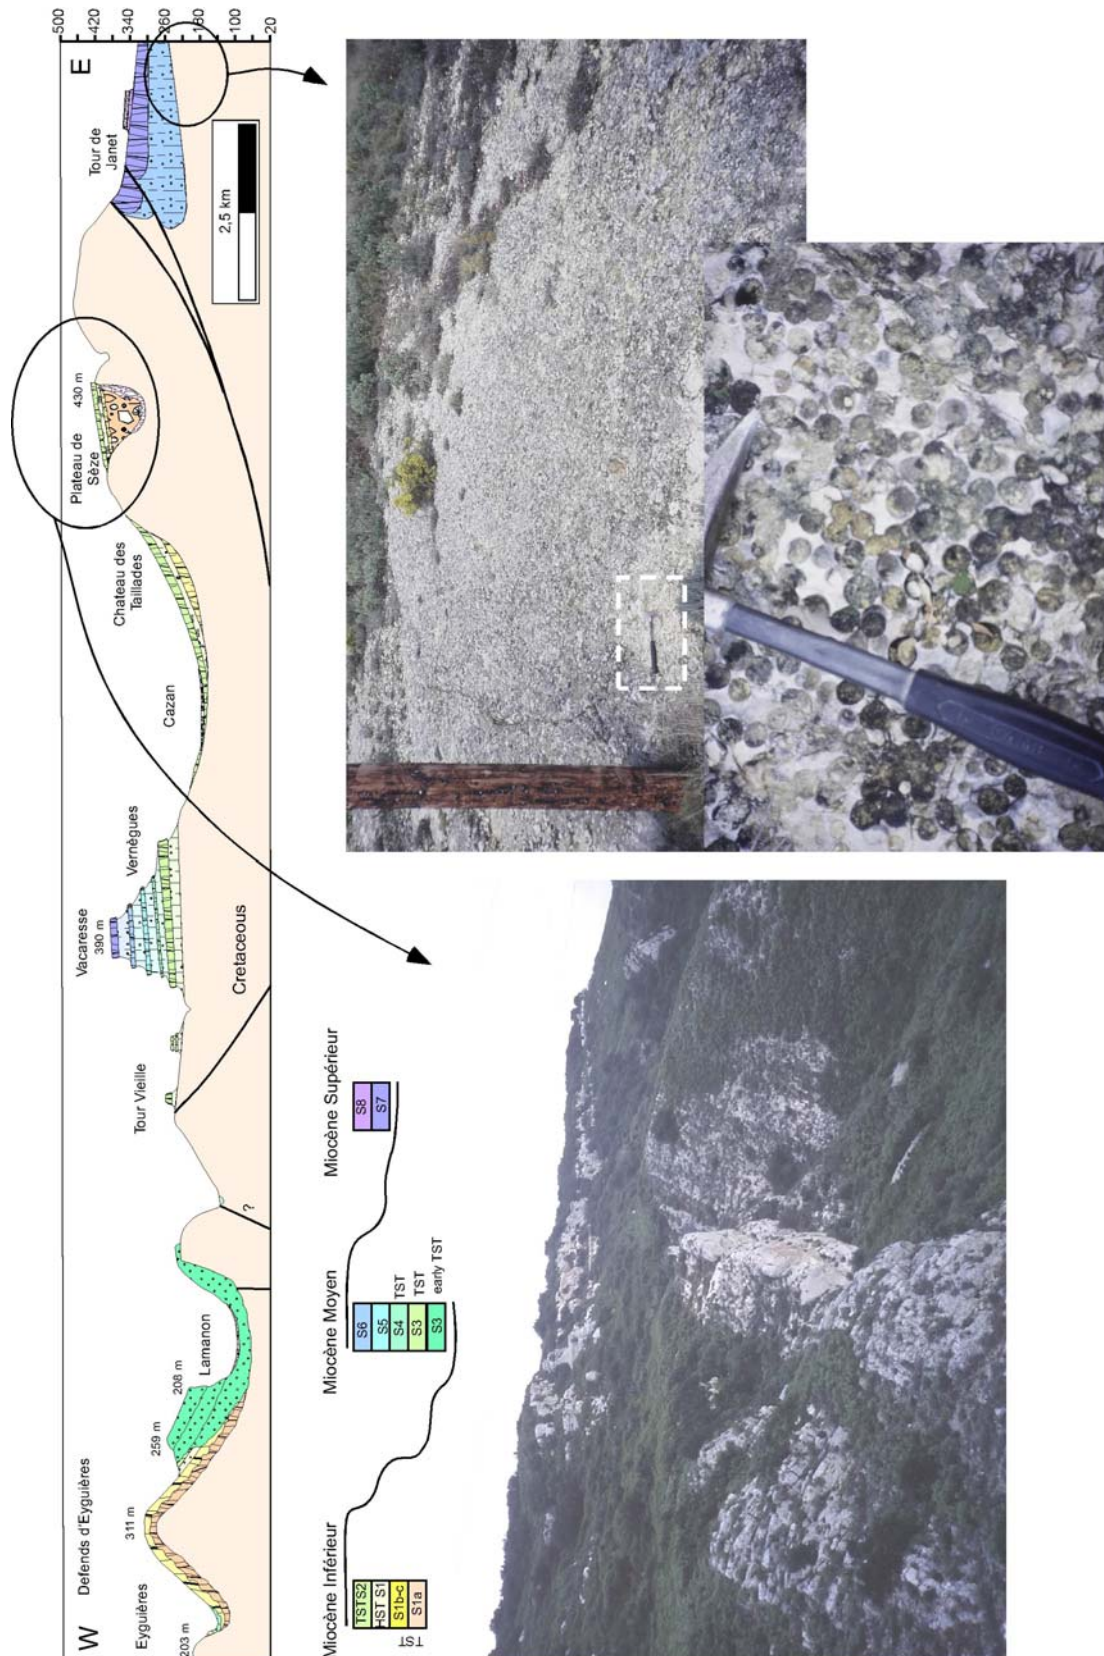 W
E
500
420
340
260
180
100
20
203 m
Eyguières
311 m
Defends d'Eyguières
259 m
208 m
Lamanon
?
Tour Vieille
Cretaceous
Vacaresse
390 m
Vernègues
Cazan
Chateau des
Taillades
Plateau de
Sèze
430 m
Tour de
Janet
2,5 km
Miocène Inférieur
TST S2
HST S1
S1b-c
S1a
TST
Miocène Moyen
S6
S5
S4 TST
S3 TST
S3 early TST
Miocène Supérieur
S8
S7